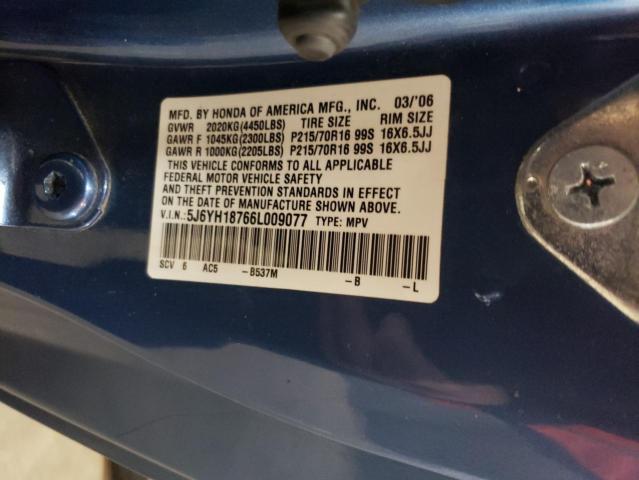 MFD. BY HONDA OF AMERICA MFG., INC. 03/'06
GVWR 2020KG(4450LBS) TIRE SIZE RIM SIZE
GAWR F 1045KG(2300LBS) P215/70R16 99S 16X6.5JJ
GAWR R 1000KG(2205LBS) P215/70R16 99S 16X6.5JJ
THIS VEHICLE CONFORMS TO ALL APPLICABLE
FEDERAL MOTOR VEHICLE SAFETY
AND THEFT PREVENTION STANDARDS IN EFFECT
ON THE DATE OF MANUFACTURE SHOWN ABOVE.
V.I.N.: 5J6YH18766L009077 TYPE: MPV
SCV 6 AC5 -B537M -B -L